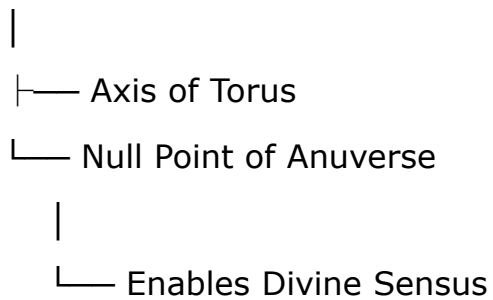 │
├── Axis of Torus
└── Null Point of Anuverse
│
└── Enables Divine Sensus